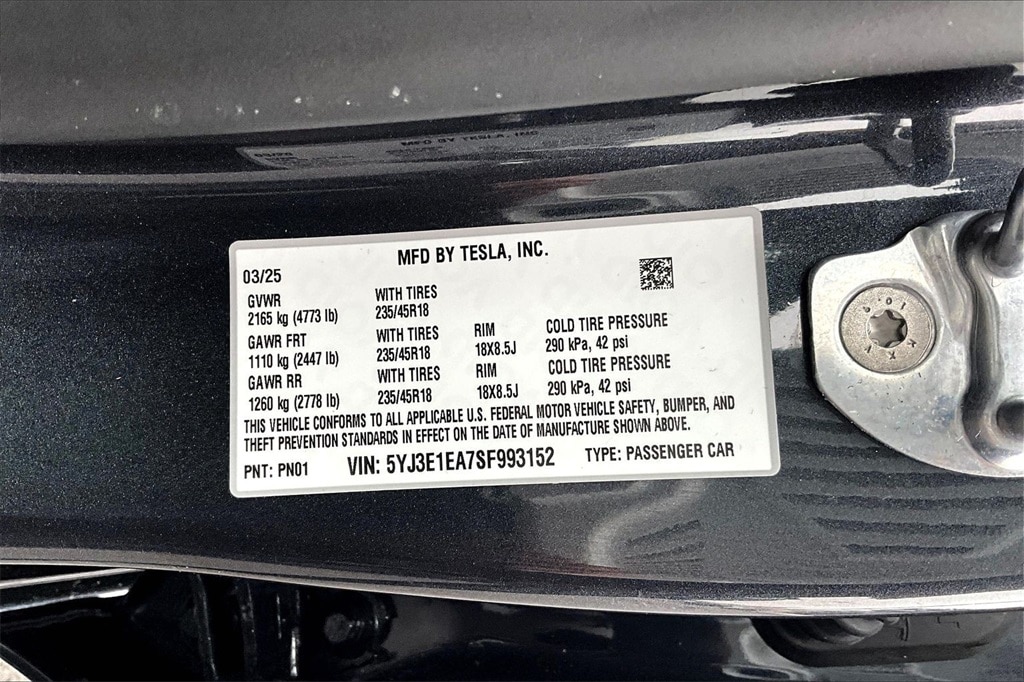 MFD BY TESLA, INC.
03/25
GVWR WITH TIRES
2165 kg (4773 lb) 235/45R18
GAWR FRT WITH TIRES RIM COLD TIRE PRESSURE
1110 kg (2447 lb) 235/45R18 18X8.5J 290 kPa, 42 psi
GAWR RR WITH TIRES RIM COLD TIRE PRESSURE
1260 kg (2778 lb) 235/45R18 18X8.5J 290 kPa, 42 psi
THIS VEHICLE CONFORMS TO ALL APPLICABLE U.S. FEDERAL MOTOR VEHICLE SAFETY, BUMPER, AND
THEFT PREVENTION STANDARDS IN EFFECT ON THE DATE OF MANUFACTURE SHOWN ABOVE.
PNT: PN01 VIN: 5YJ3E1EA7SF993152 TYPE: PASSENGER CAR